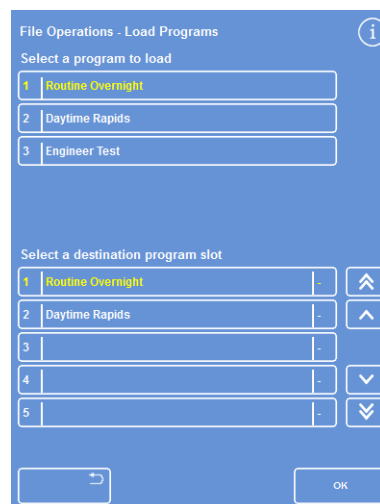 File Operations - Load Programs
i
Select a program to load
1 Routine Overnight
2 Daytime Rapids
3 Engineer Test
Select a destination program slot
1 Routine Overnight -
2 Daytime Rapids -
3 -
4 -
5 -
OK